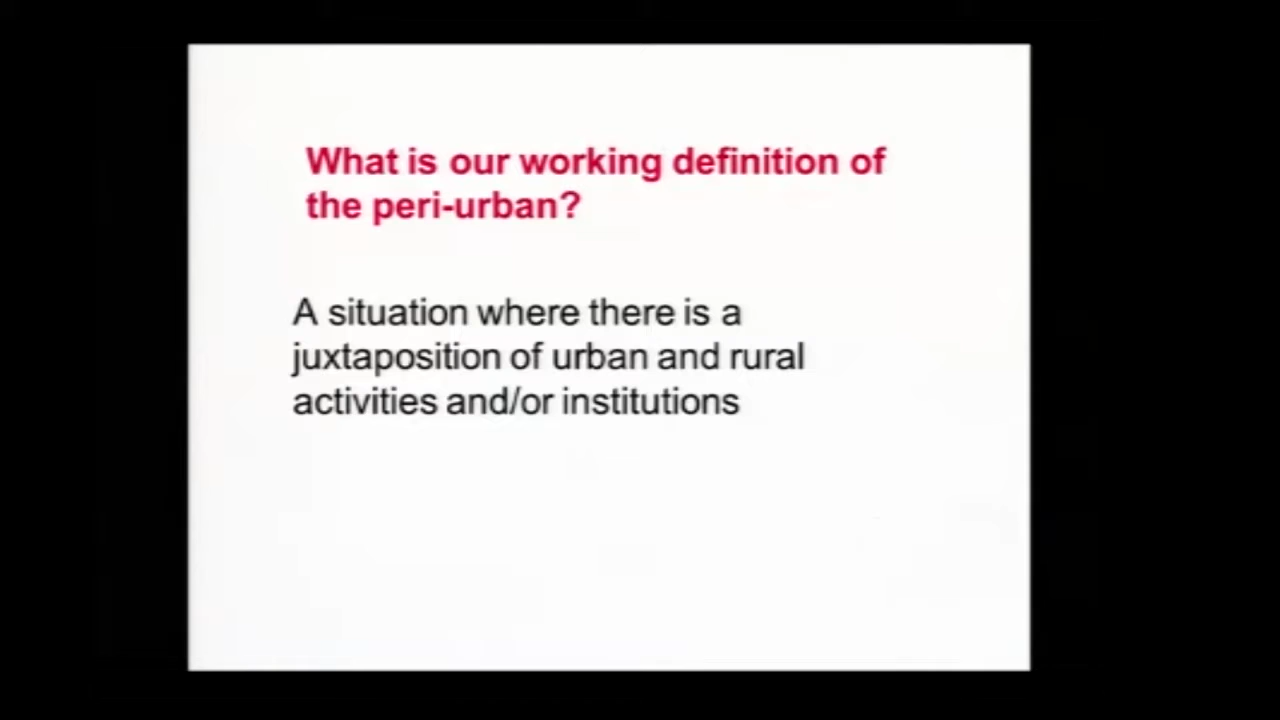 What is our working definition of
the peri-urban?
A situation where there is a
juxtaposition of urban and rural
activities and/or institutions